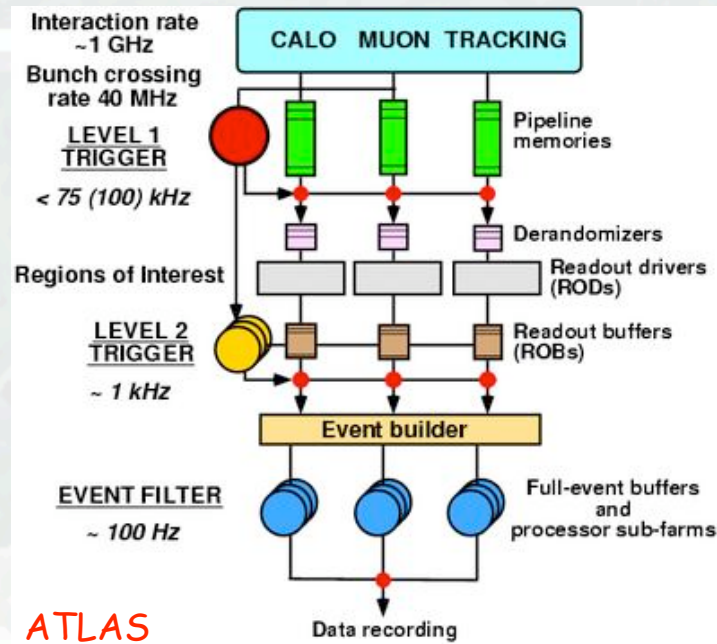 Interaction rate
~1 GHz
CALO MUON TRACKING
Bunch crossing
rate 40 MHz
Pipeline
memories
LEVEL 1
TRIGGER
< 75 (100) kHz
Derandomizers
Regions of Interest
Readout drivers
(RODs)
LEVEL 2
TRIGGER
~ 1 kHz
Readout buffers
(ROBs)
Event builder
EVENT FILTER
~ 100 Hz
Full-event buffers
and
processor sub-farms
ATLAS
Data recording